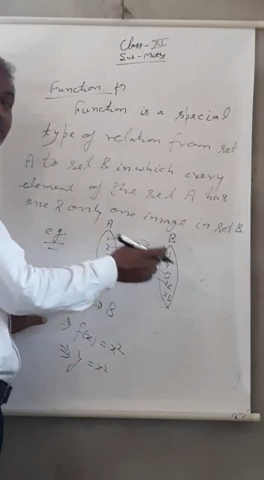 Class-XI
Sub-Maths
Function :-
Function is a special
type of relation from set
A to set B in which every
element of the set A has
one & only one image in set B.
e.g
A
B
B
f(x) = x²
y = x²